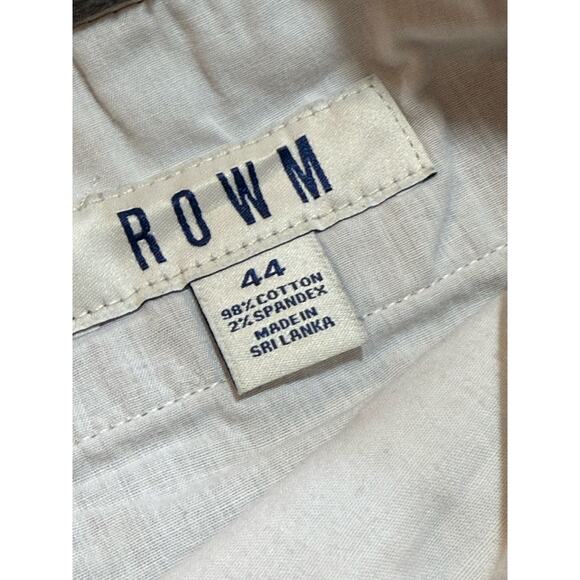 ROWM
44
98% COTTON
2% SPANDEX
MADE IN
SRI LANKA